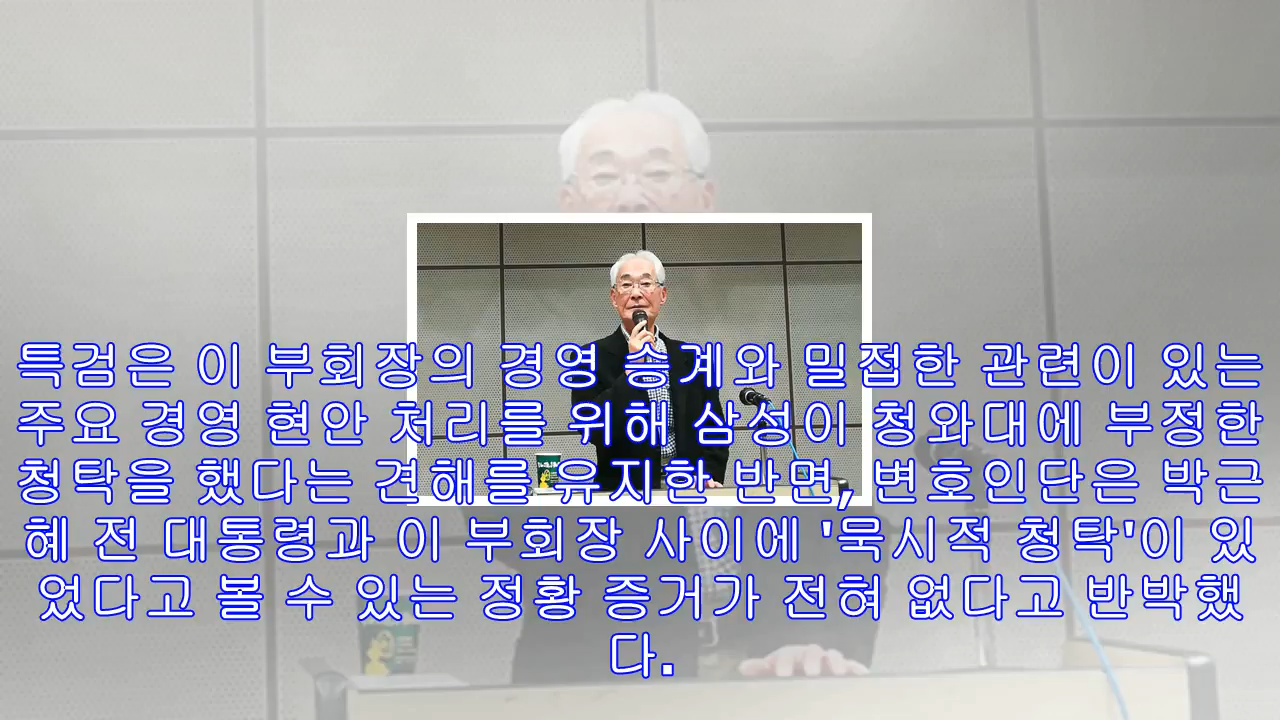 특검은 이 부회장의 경영 승계와 밀접한 관련이 있는
주요 경영 현안 처리를 위해 삼성이 청와대에 부정한
청탁을 했다는 견해를 유지한 반면, 변호인단은 박근
혜 전 대통령과 이 부회장 사이에 '묵시적 청탁'이 있
었다고 볼 수 있는 정황 증거가 전혀 없다고 반박했
다.